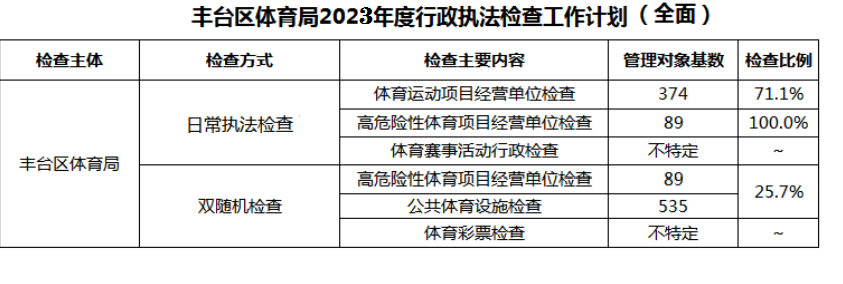 丰台区体育局2023年度行政执法检查工作计划（全面）
检查主体 检查方式 检查主要内容 管理对象基数 检查比例
丰台区体育局 日常执法检查 体育运动项目经营单位检查 374 71.1%
高危险性体育项目经营单位检查 89 100.0%
体育赛事活动行政检查 不特定 ~
双随机检查 高危险性体育项目经营单位检查 89 25.7%
公共体育设施检查 535
体育彩票检查 不特定 ~